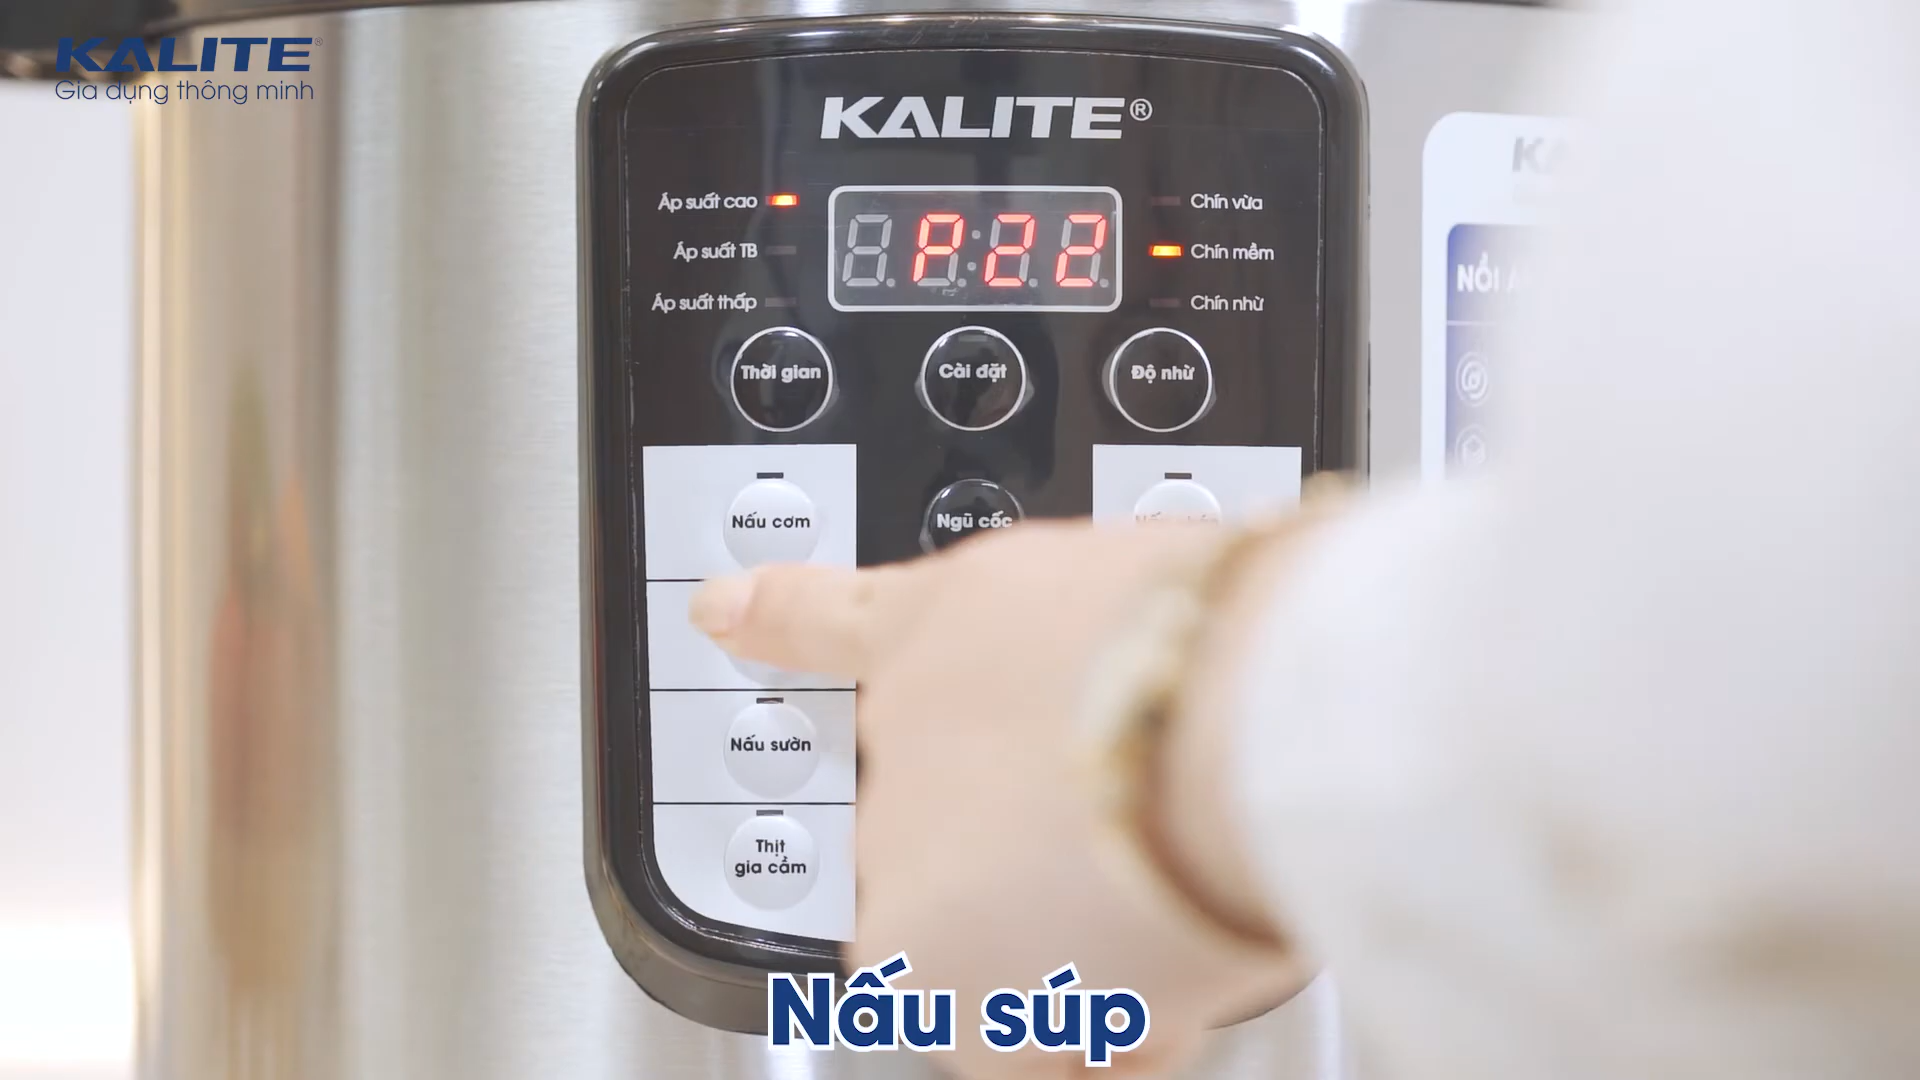 KALITE®
Gia dụng thông minh
KALITE®
Áp suất cao
Áp suất TB
Áp suất thấp
P22
Chín vừa
Chín mềm
Chín nhừ
Thời gian
Cài đặt
Độ nhừ
Nấu cơm
Ngũ cốc
Nấu sườn
Thịt
gia cầm
NỒI
Nấu súp